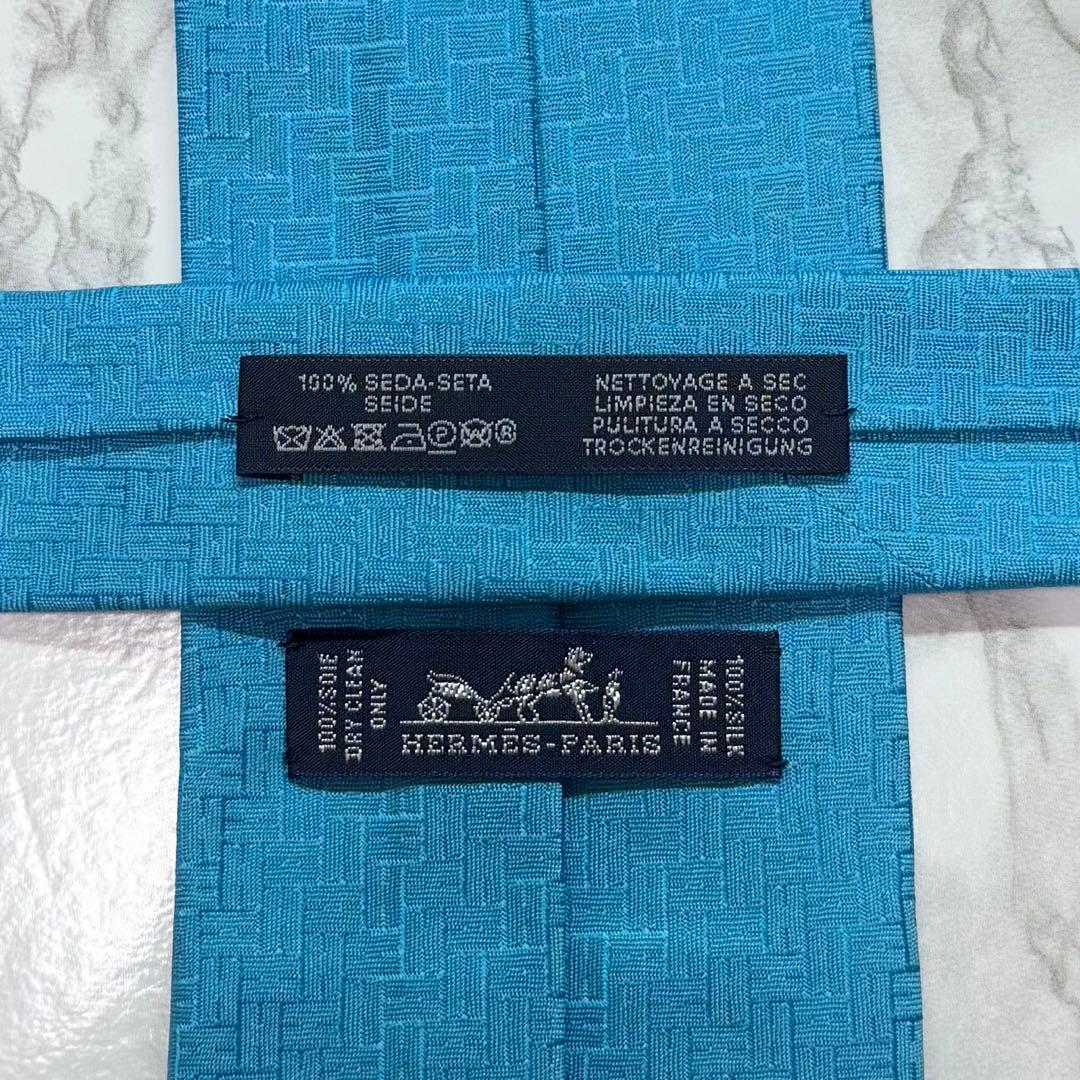 100% SEDA-SETA
SEIDE
NETTOYAGE A SEC
LIMPIEZA EN SECO
PULITURA A SECCO
TROCKENREINIGUNG
100% SOIE
DRY CLEAN
ONLY
HERMÈS-PARIS
100% SILK
MADE IN
FRANCE